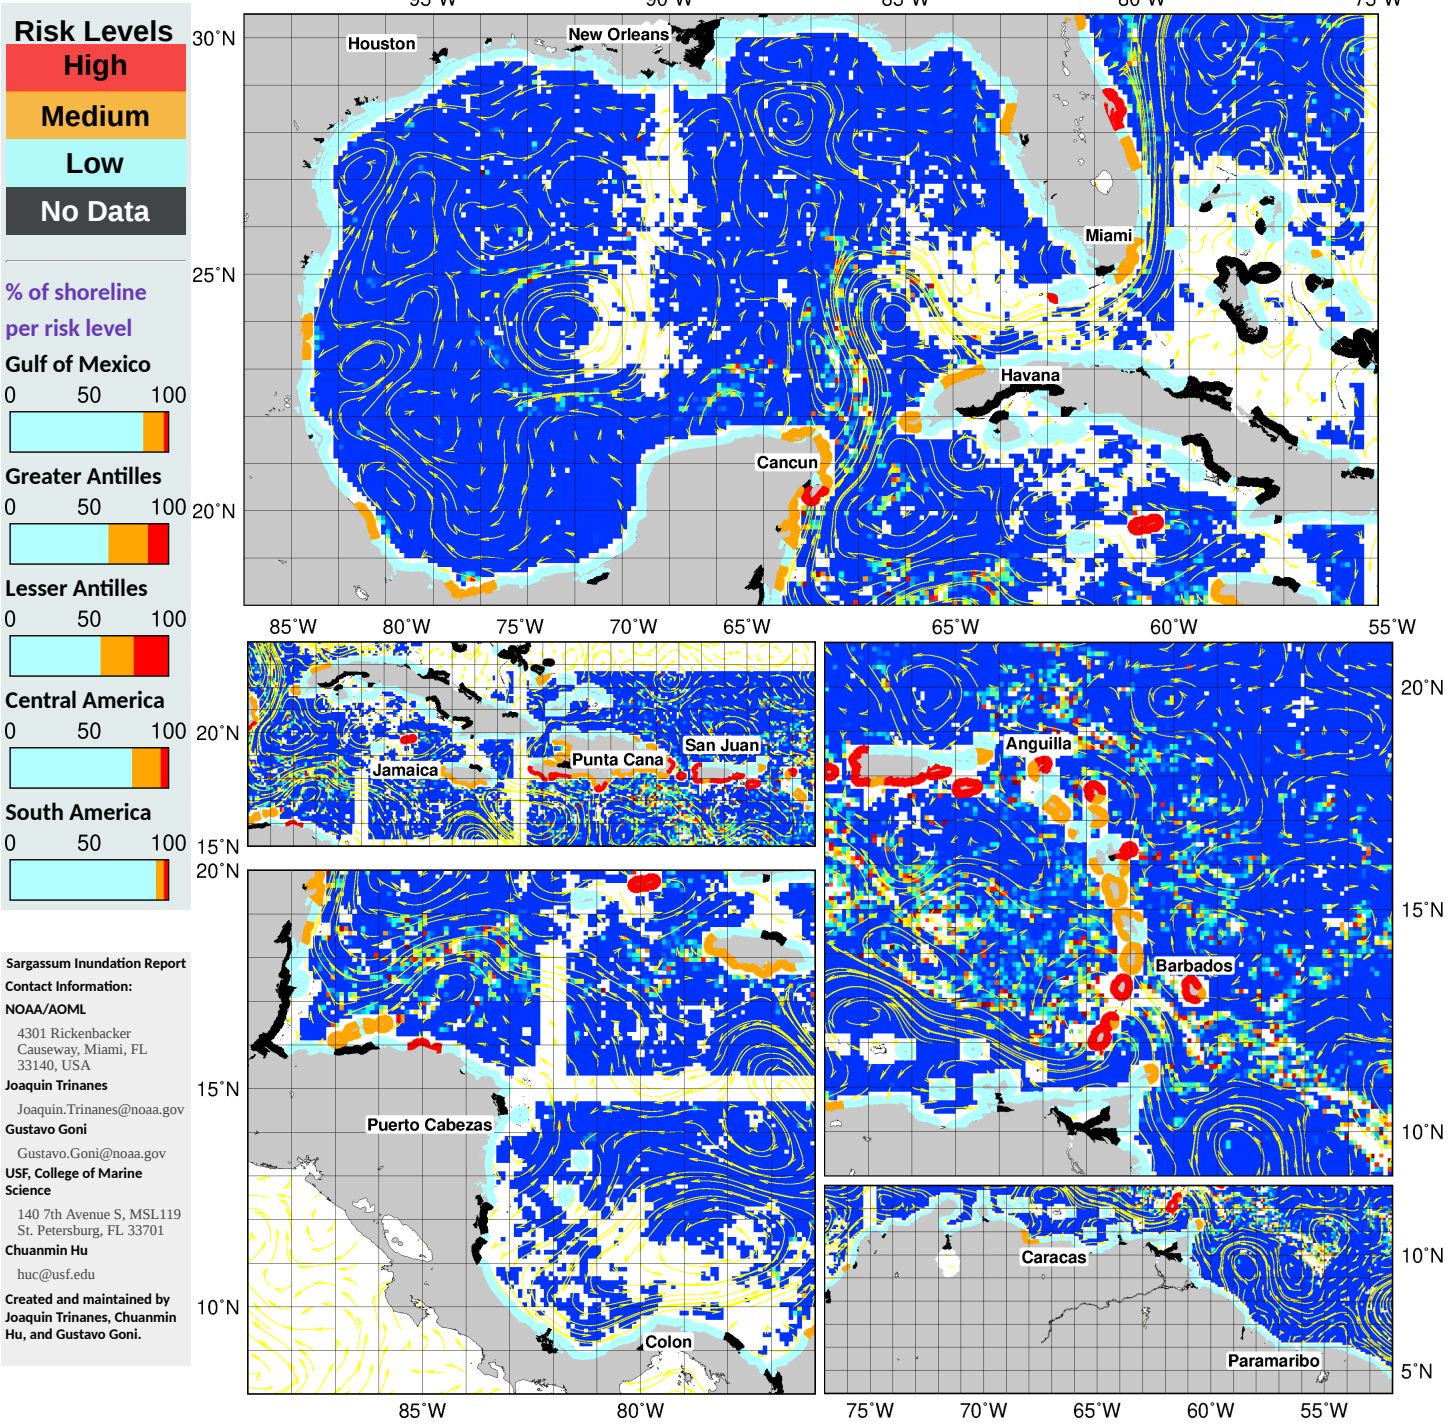 Risk Levels
High
Medium
Low
No Data
% of shoreline
per risk level
Gulf of Mexico
0 50 100
Greater Antilles
0 50 100
Lesser Antilles
0 50 100
Central America
0 50 100
South America
0 50 100
Sargassum Inundation Report
Contact Information:
NOAA/AOML
4301 Rickenbacker
Causeway, Miami, FL
33140, USA
Joaquin Trinanes
Joaquin.Trinanes@noaa.gov
Gustavo Goni
Gustavo.Goni@noaa.gov
USF, College of Marine
Science
140 7th Avenue S, MSL119
St. Petersburg, FL 33701
Chuanmin Hu
huc@usf.edu
Created and maintained by
Joaquin Trinanes, Chuanmin
Hu, and Gustavo Goni.
95°W 90°W 85°W 80°W 75°W
30°N
25°N
20°N
Houston
New Orleans
Miami
Havana
Cancun
85°W 80°W 75°W 70°W 65°W
20°N
15°N
Jamaica
Punta Cana
San Juan
65°W 60°W 55°W
20°N
15°N
10°N
Anguilla
Barbados
20°N
15°N
10°N
Puerto Cabezas
Colon
85°W 80°W
Caracas
Paramaribo
10°N
5°N
75°W 70°W 65°W 60°W 55°W